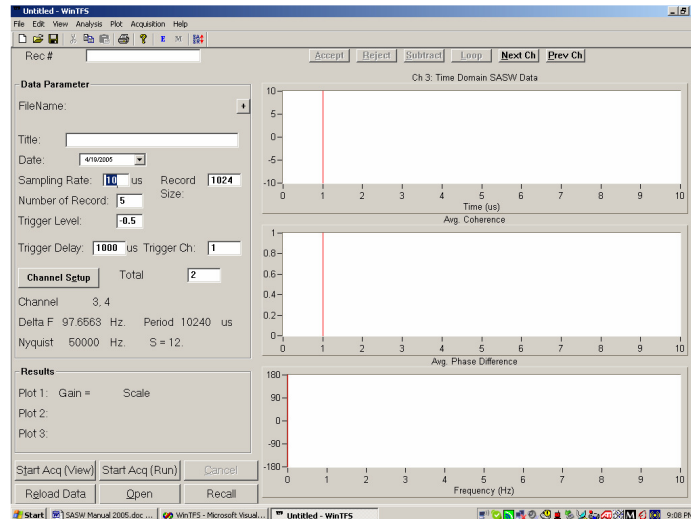 Untitled - WinTFS
File Edit View Analysis Plot Acquisition Help
E M
Rec #
Accept Reject Subtract Loop Next Ch Prev Ch
Data Parameter
FileName: +
Title:
Date: 4/19/2005
Sampling Rate: 10 us Record Size: 1024
Number of Record: 5
Trigger Level: -0.5
Trigger Delay: 1000 us Trigger Ch: 1
Channel Setup Total 2
Channel 3, 4
Delta F 97.6563 Hz. Period 10240 us
Nyquist 50000 Hz. S = 12.
Results
Plot 1: Gain = Scale
Plot 2:
Plot 3:
Start Acq (View) Start Acq (Run) Cancel
Reload Data Open Recall
Ch 3: Time Domain SASW Data
10
5
0
-5
-10
0 1 2 3 4 5 6 7 8 9 10
Time (us)
Avg. Coherence
1
0.8
0.6
0.4
0.2
0
0 1 2 3 4 5 6 7 8 9 10
Avg. Phase Difference
180
90
0
-90
-180
0 1 2 3 4 5 6 7 8 9 10
Frequency (Hz)
Start SASW Manual 2005.doc ... WinTFS - Microsoft Visual... Untitled - WinTFS 9:08 PM